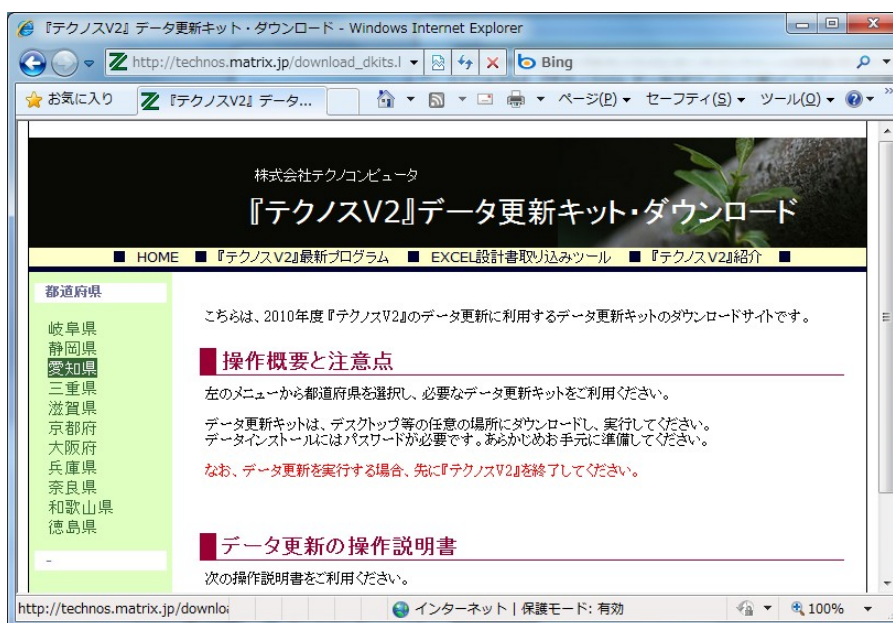 『テクノスV2』 データ更新キット・ダウンロード - Windows Internet Explorer
http://technos.matrix.jp/download_dkits.l
Bing
お気に入り
『テクノスV2』 データ...
ページ(P)
セーフティ(S)
ツール(O)
株式会社テクノコンピュータ
『テクノスV2』データ更新キット・ダウンロード
■ HOME ■ 『テクノスV2』最新プログラム ■ EXCEL設計書取り込みツール ■ 『テクノスV2』紹介 ■
都道府県
岐阜県
静岡県
愛知県
三重県
滋賀県
京都府
大阪府
兵庫県
奈良県
和歌山県
徳島県
-
こちらは、2010年度『テクノスV2』のデータ更新に利用するデータ更新キットのダウンロードサイトです。
操作概要と注意点
左のメニューから都道府県を選択し、必要なデータ更新キットをご利用ください。
データ更新キットは、デスクトップ等の任意の場所にダウンロードし、実行してください。
データインストールにはパスワードが必要です。あらかじめお手元に準備してください。
なお、データ更新を実行する場合、先に『テクノスV2』を終了してください。
データ更新の操作説明書
次の操作説明書をご利用ください。
http://technos.matrix.jp/downloa
インターネット | 保護モード: 有効
100%